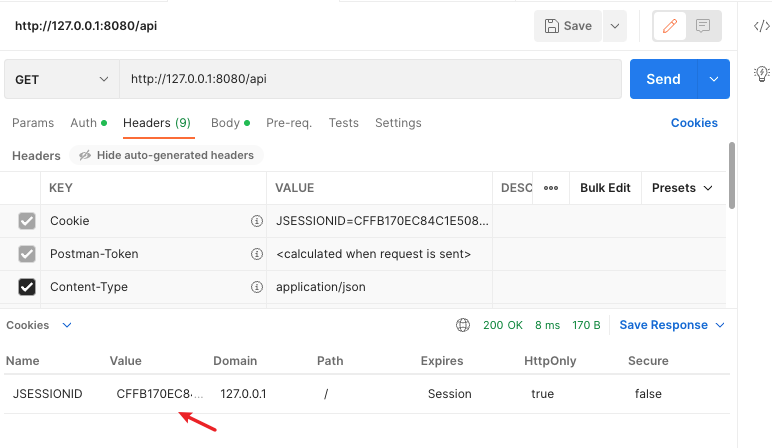 http://127.0.0.1:8080/api Save
GET http://127.0.0.1:8080/api Send
Params Auth Headers (9) Body Pre-req. Tests Settings Cookies
Headers Hide auto-generated headers
KEY VALUE DESC ••• Bulk Edit Presets
Cookie JSESSIONID=CFFB170EC84C1E508...
Postman-Token <calculated when request is sent>
Content-Type application/json
Cookies 200 OK 8 ms 170 B Save Response
Name Value Domain Path Expires HttpOnly Secure
JSESSIONID CFFB170EC8... 127.0.0.1 / Session true false